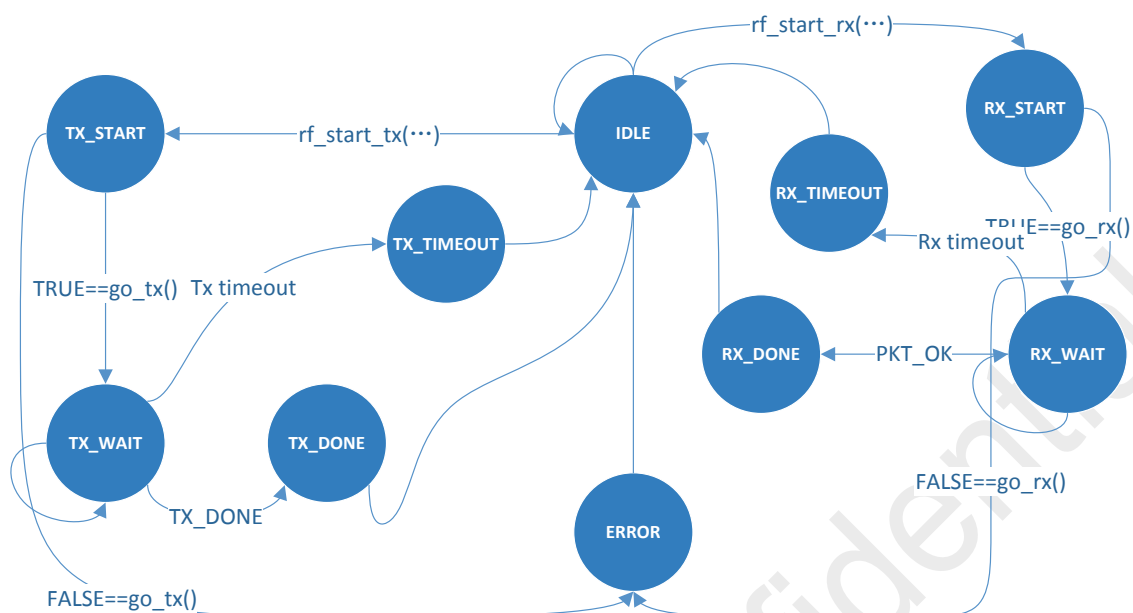 rf_start_rx(⋯)
TX_START
rf_start_tx(⋯)
IDLE
RX_START
RX_TIMEOUT
TX_TIMEOUT
TRUE==go_rx()
Rx timeout
TRUE==go_tx()
Tx timeout
RX_DONE
PKT_OK
RX_WAIT
TX_WAIT
TX_DONE
FALSE==go_rx()
TX_DONE
ERROR
FALSE==go_tx()